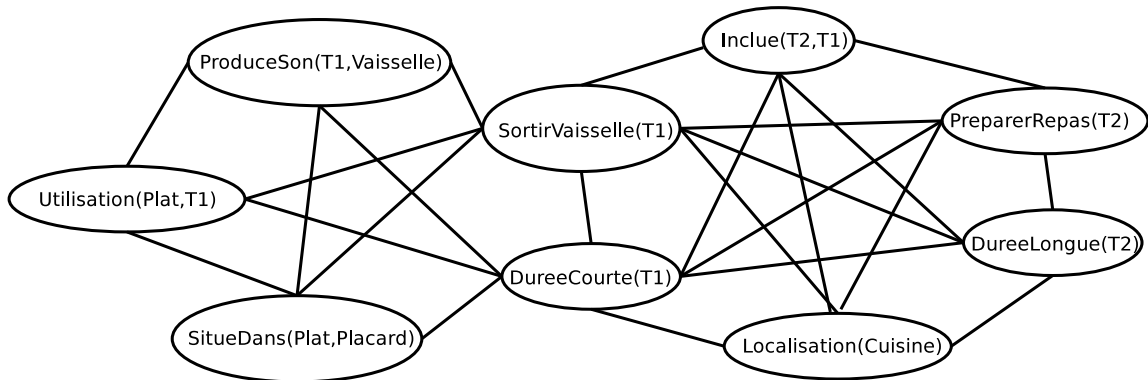 Inclue(T2,T1)
ProduceSon(T1,Vaisselle)
SortirVaisselle(T1)
PreparerRepas(T2)
Utilisation(Plat,T1)
DureeLongue(T2)
DureeCourte(T1)
SitueDans(Plat,Placard)
Localisation(Cuisine)